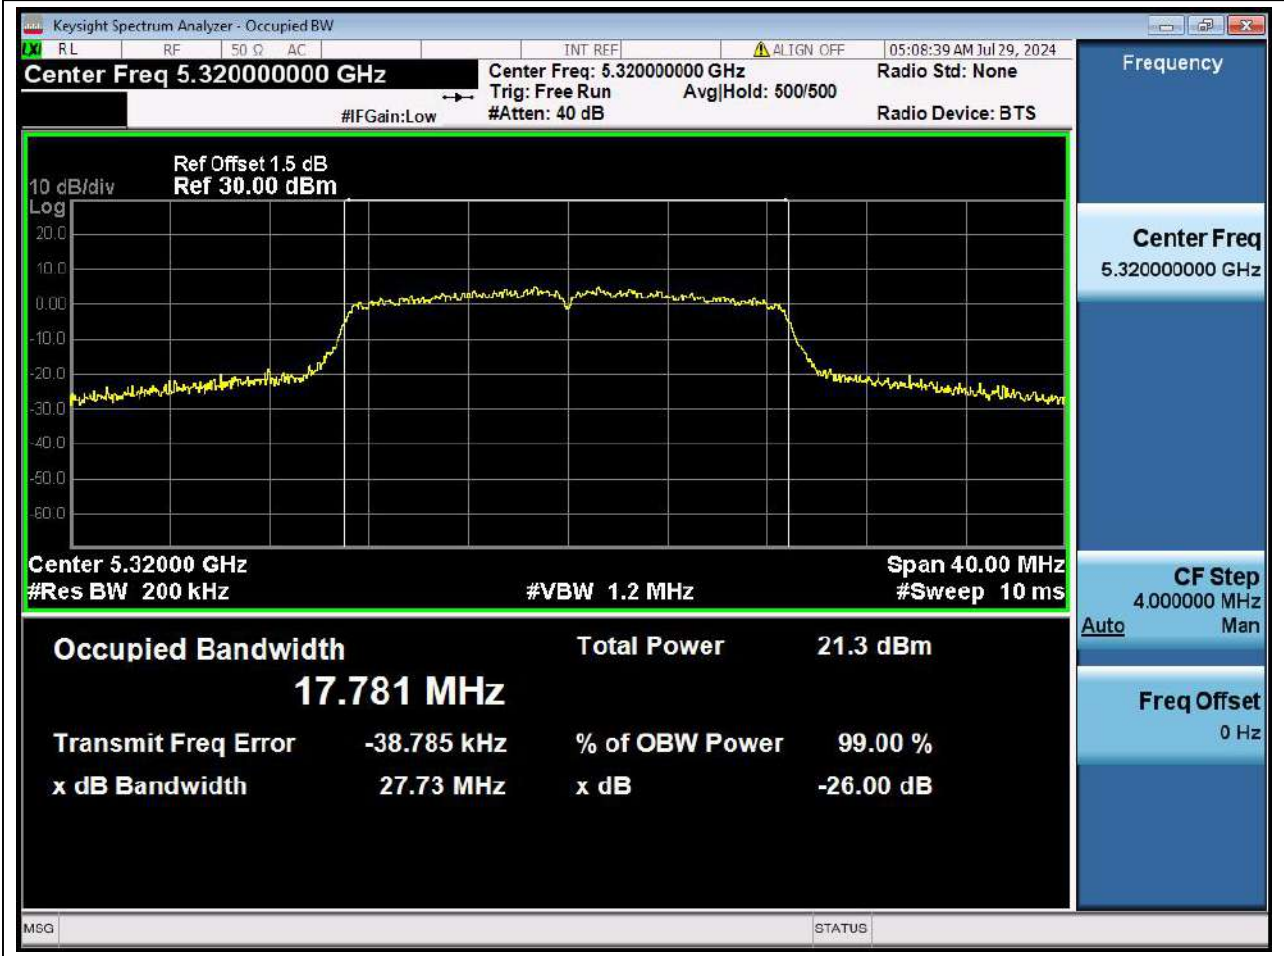 Keysight Spectrum Analyzer - Occupied BW
LXI RL RF 50 Ω AC INT REF ALIGN OFF 05:08:39 AM Jul 29, 2024
Center Freq 5.320000000 GHz
Center Freq: 5.320000000 GHz
Radio Std: None
Trig: Free Run Avg|Hold: 500/500
#IFGain:Low
#Atten: 40 dB
Radio Device: BTS
Ref Offset 1.5 dB
10 dB/div Ref 30.00 dBm
Log
20.0
10.0
0.00
-10.0
-20.0
-30.0
-40.0
-50.0
-60.0
Center 5.32000 GHz Span 40.00 MHz
#Res BW 200 kHz #VBW 1.2 MHz #Sweep 10 ms
Occupied Bandwidth Total Power 21.3 dBm
17.781 MHz
Transmit Freq Error -38.785 kHz % of OBW Power 99.00 %
x dB Bandwidth 27.73 MHz x dB -26.00 dB
Frequency
Center Freq
5.320000000 GHz
CF Step
4.000000 MHz
Auto Man
Freq Offset
0 Hz
MSG STATUS